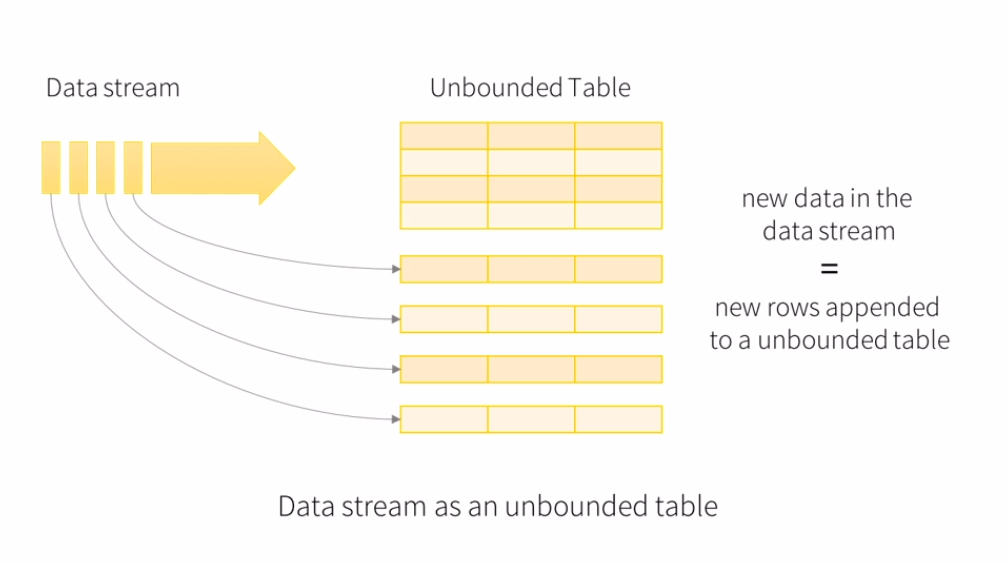 Data stream
Unbounded Table
new data in the
data stream
=
new rows appended
to a unbounded table
Data stream as an unbounded table